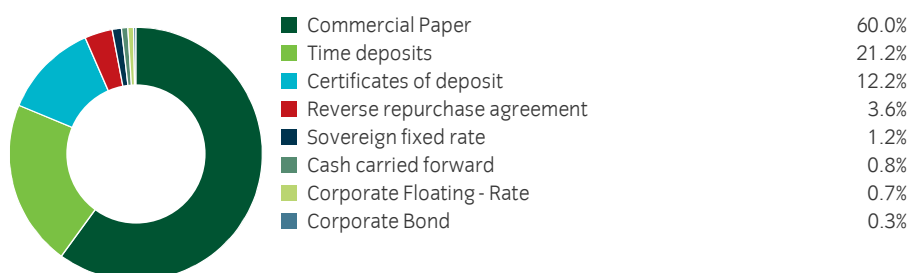 Commercial Paper 60.0%
Time deposits 21.2%
Certificates of deposit 12.2%
Reverse repurchase agreement 3.6%
Sovereign fixed rate 1.2%
Cash carried forward 0.8%
Corporate Floating - Rate 0.7%
Corporate Bond 0.3%